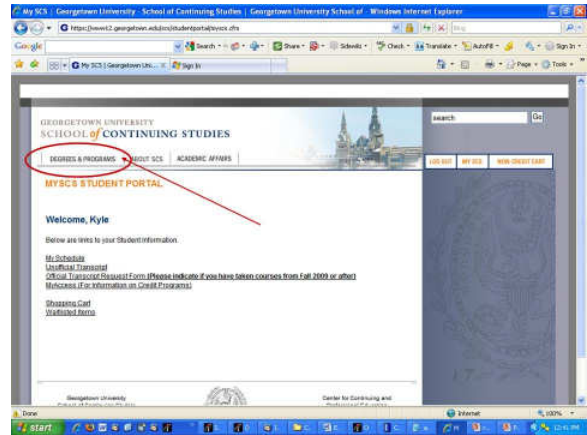 My SCS | Georgetown University - School of Continuing Studies | Georgetown University School of - Windows Internet Explorer
https://www12.georgetown.edu/scs/studentportal/myscs.cfm
Google
Search
Share
Sidewiki
Check
Translate
AutoFill
Sign In
My SCS | Georgetown Uni...
Sign In
Page
Tools
search
Go
GEORGETOWN UNIVERSITY
SCHOOL of CONTINUING STUDIES
DEGREES & PROGRAMS
ABOUT SCS
ACADEMIC AFFAIRS
LOG OUT
MY SCS
NON-CREDIT CART
MYSCS STUDENT PORTAL
Welcome, Kyle
Below are links to your Student Information.
My Schedule
Unofficial Transcript
Official Transcript Request Form (Please indicate if you have taken courses from Fall 2009 or after)
MyAccess (For Information on Credit Programs)
Shopping Cart
Waitlisted Items
Georgetown University
Center for Continuing and
Done
Internet
100%
start
12:41 PM